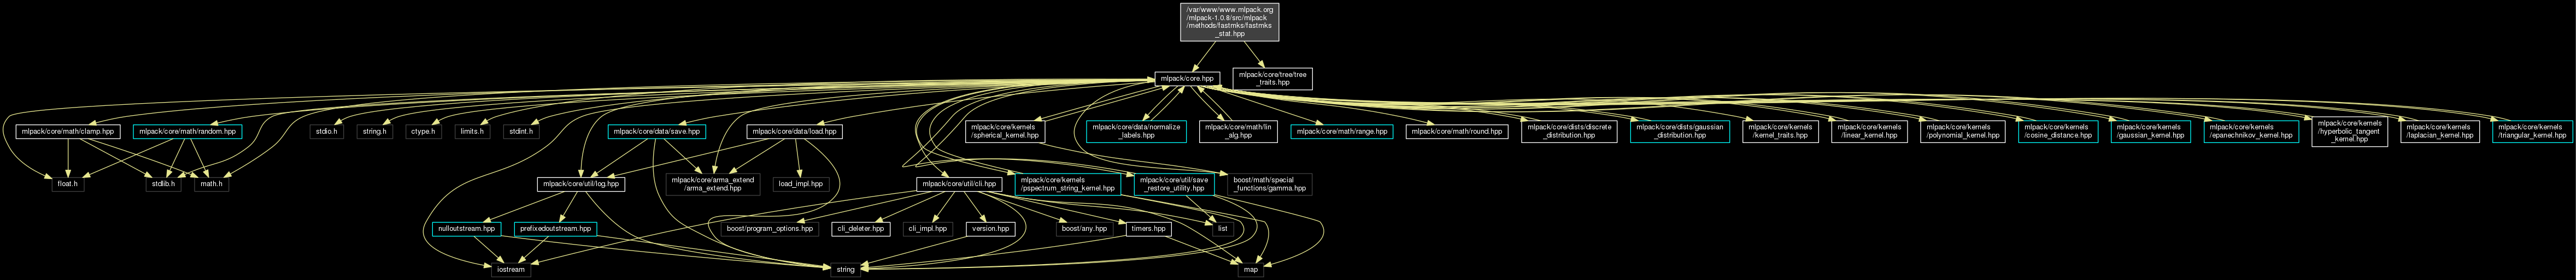 /var/www/www.mlpack.org
/mlpack-1.0.8/src/mlpack
/methods/fastmks/fastmks
_stat.hpp
mlpack/core.hpp
mlpack/core/tree/tree
_traits.hpp
mlpack/core/math/clamp.hpp
mlpack/core/math/random.hpp
stdio.h
string.h
ctype.h
limits.h
stdint.h
mlpack/core/data/save.hpp
mlpack/core/data/load.hpp
mlpack/core/kernels
/spherical_kernel.hpp
mlpack/core/data/normalize
_labels.hpp
mlpack/core/math/lin
_alg.hpp
mlpack/core/math/range.hpp
mlpack/core/math/round.hpp
mlpack/core/dists/discrete
_distribution.hpp
mlpack/core/dists/gaussian
_distribution.hpp
mlpack/core/kernels
/kernel_traits.hpp
mlpack/core/kernels
/linear_kernel.hpp
mlpack/core/kernels
/polynomial_kernel.hpp
mlpack/core/kernels
/cosine_distance.hpp
mlpack/core/kernels
/gaussian_kernel.hpp
mlpack/core/kernels
/epanechnikov_kernel.hpp
mlpack/core/kernels
/hyperbolic_tangent
_kernel.hpp
mlpack/core/kernels
/laplacian_kernel.hpp
mlpack/core/kernels
/triangular_kernel.hpp
float.h
stdlib.h
math.h
mlpack/core/util/log.hpp
mlpack/core/arma_extend
/arma_extend.hpp
load_impl.hpp
mlpack/core/util/cli.hpp
mlpack/core/kernels
/pspectrum_string_kernel.hpp
mlpack/core/util/save
_restore_utility.hpp
boost/math/special
_functions/gamma.hpp
nulloutstream.hpp
prefixedoutstream.hpp
boost/program_options.hpp
cli_deleter.hpp
cli_impl.hpp
version.hpp
boost/any.hpp
timers.hpp
list
iostream
string
map